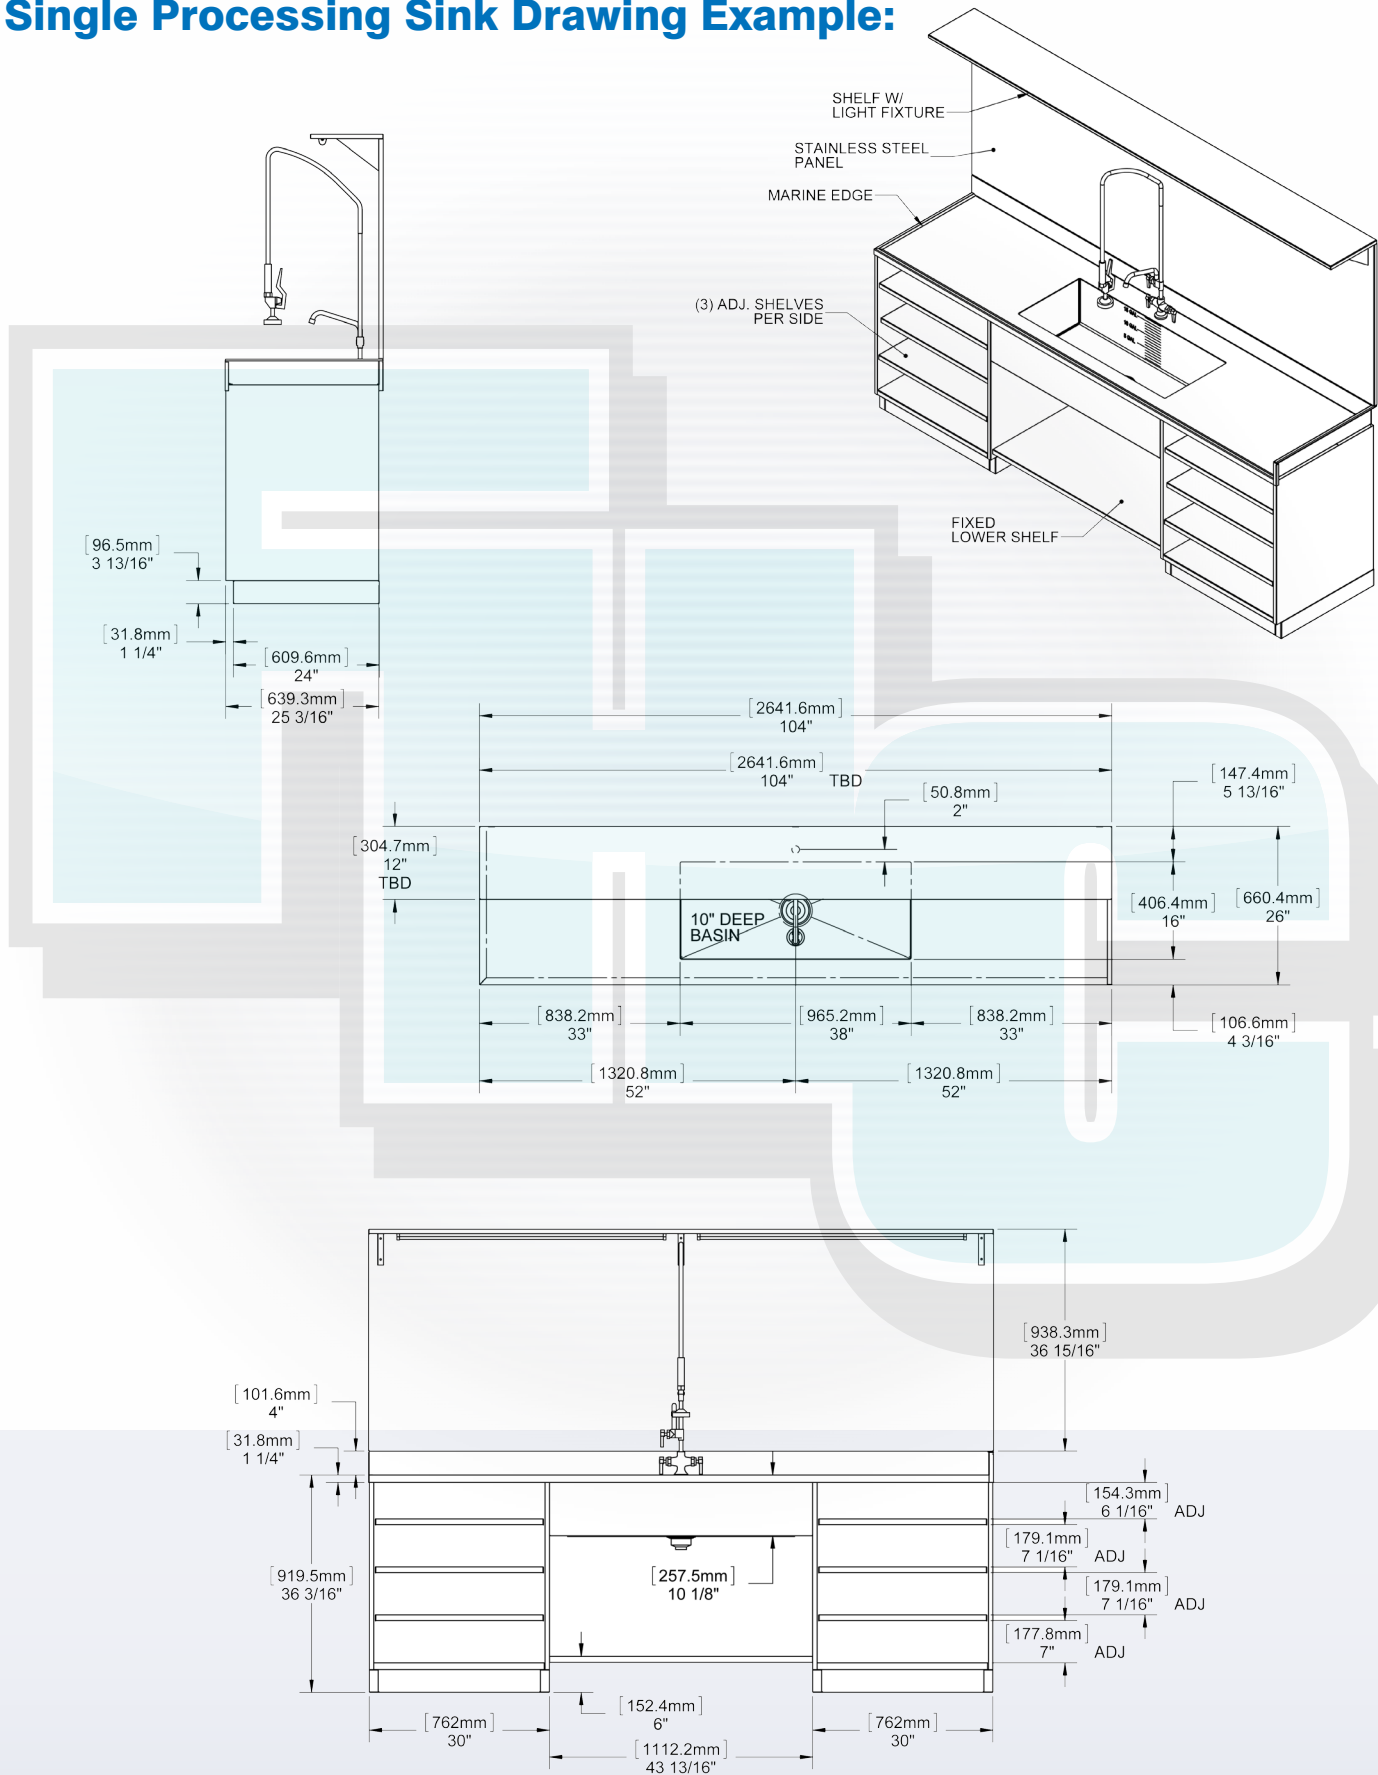 Single Processing Sink Drawing Example:
SHELF W/
LIGHT FIXTURE
STAINLESS STEEL
PANEL
MARINE EDGE
(3) ADJ. SHELVES
PER SIDE
FIXED
LOWER SHELF
[96.5mm]
3 13/16"
[31.8mm]
1 1/4"
[609.6mm]
24"
[639.3mm]
25 3/16"
[2641.6mm]
104"
[2641.6mm]
104" TBD
[50.8mm]
2"
[147.4mm]
5 13/16"
[304.7mm]
12"
TBD
10" DEEP
BASIN
[406.4mm]
16"
[660.4mm]
26"
[838.2mm]
33"
[965.2mm]
38"
[838.2mm]
33"
[106.6mm]
4 3/16"
[1320.8mm]
52"
[1320.8mm]
52"
[938.3mm]
36 15/16"
[101.6mm]
4"
[31.8mm]
1 1/4"
[154.3mm]
6 1/16" ADJ
[179.1mm]
7 1/16" ADJ
[919.5mm]
36 3/16"
[257.5mm]
10 1/8"
[179.1mm]
7 1/16" ADJ
[177.8mm]
7" ADJ
[152.4mm]
6"
[762mm]
30"
[762mm]
30"
[1112.2mm]
43 13/16"